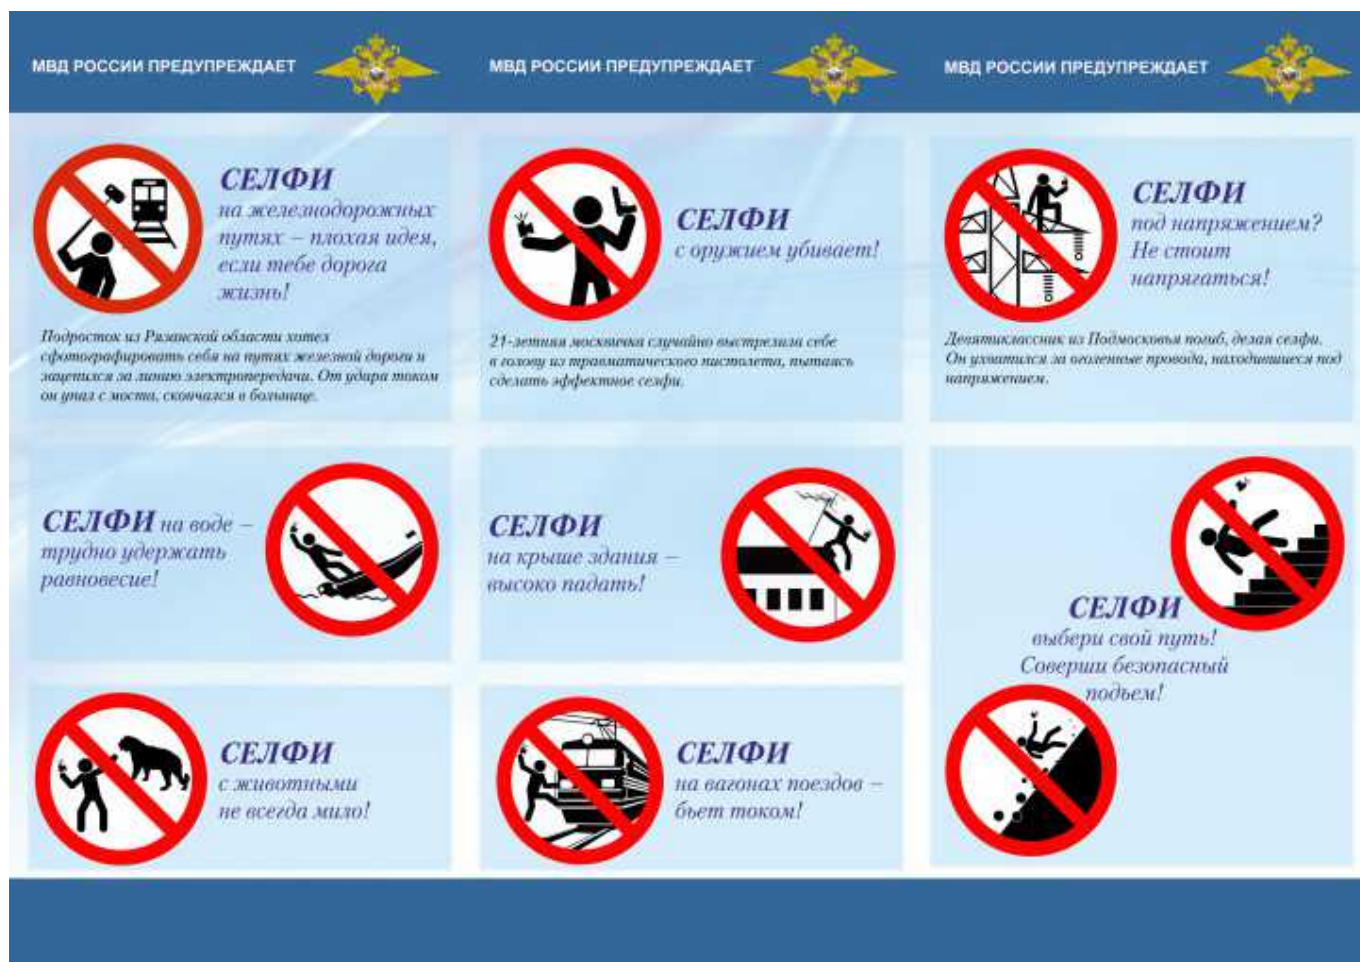 МВД РОССИИ ПРЕДУПРЕЖДАЕТ
СЕЛФИ
на железнодорожных
путях – плохая идея,
если тебе дорога
жизнь!
Подросток из Рязанской области хотел
сфотографировать себя на путях железной дороги и
зацепился за линию электропередачи. От удара током
он упал с моста, скончался в больнице.
СЕЛФИ на воде –
трудно удержать
равновесие!
СЕЛФИ
с животными
не всегда мило!
МВД РОССИИ ПРЕДУПРЕЖДАЕТ
СЕЛФИ
с оружием убивает!
21-летняя москвичка случайно выстрелила себе
в голову из травматического пистолета, пытаясь
сделать эффектное селфи.
СЕЛФИ
на крыше здания –
высоко падать!
СЕЛФИ
на вагонах поездов –
бьет током!
МВД РОССИИ ПРЕДУПРЕЖДАЕТ
СЕЛФИ
под напряжением?
Не стоит
напрягаться!
Девятиклассник из Подмосковья погиб, делая селфи.
Он ухватился за оголенные провода, находившиеся под
напряжением.
СЕЛФИ
выбери свой путь!
Соверши безопасный
подъем!